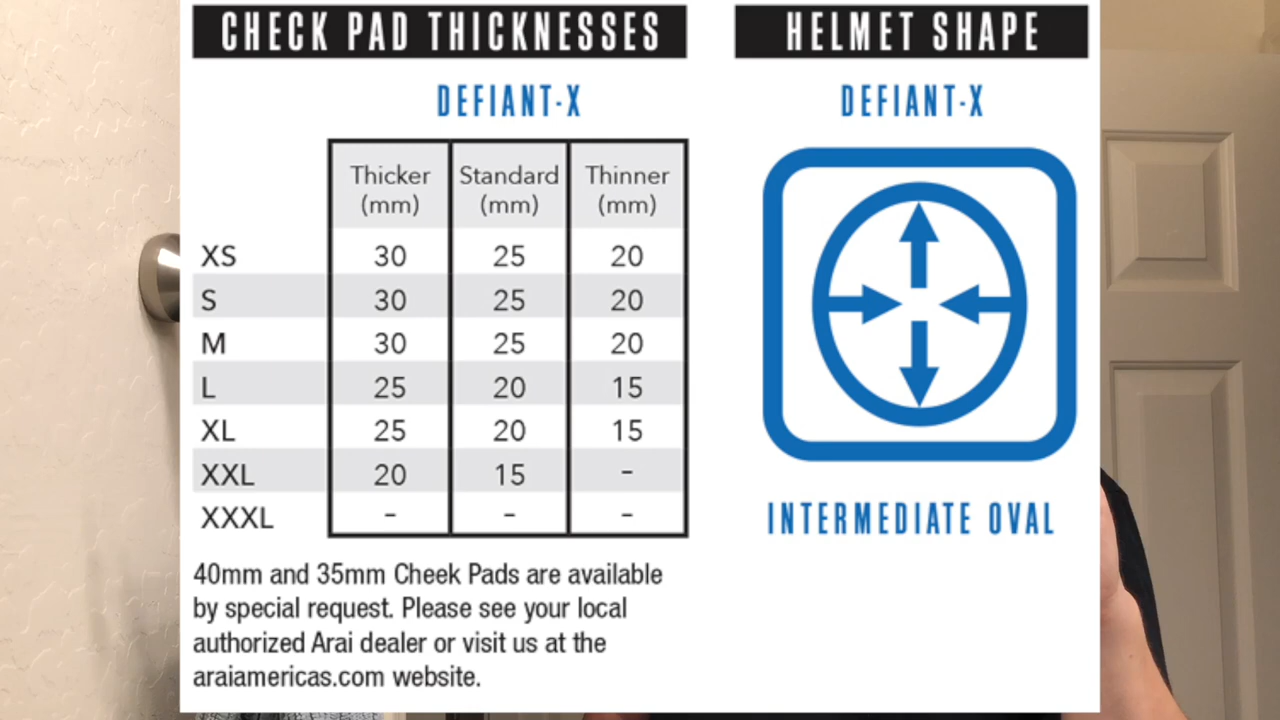 CHECK PAD THICKNESSES
DEFIANT-X
Thicker (mm) Standard (mm) Thinner (mm)
XS 30 25 20
S 30 25 20
M 30 25 20
L 25 20 15
XL 25 20 15
XXL 20 15 –
XXXL – – –
40mm and 35mm Cheek Pads are available
by special request. Please see your local
authorized Arai dealer or visit us at the
araiamericas.com website.
HELMET SHAPE
DEFIANT-X
INTERMEDIATE OVAL